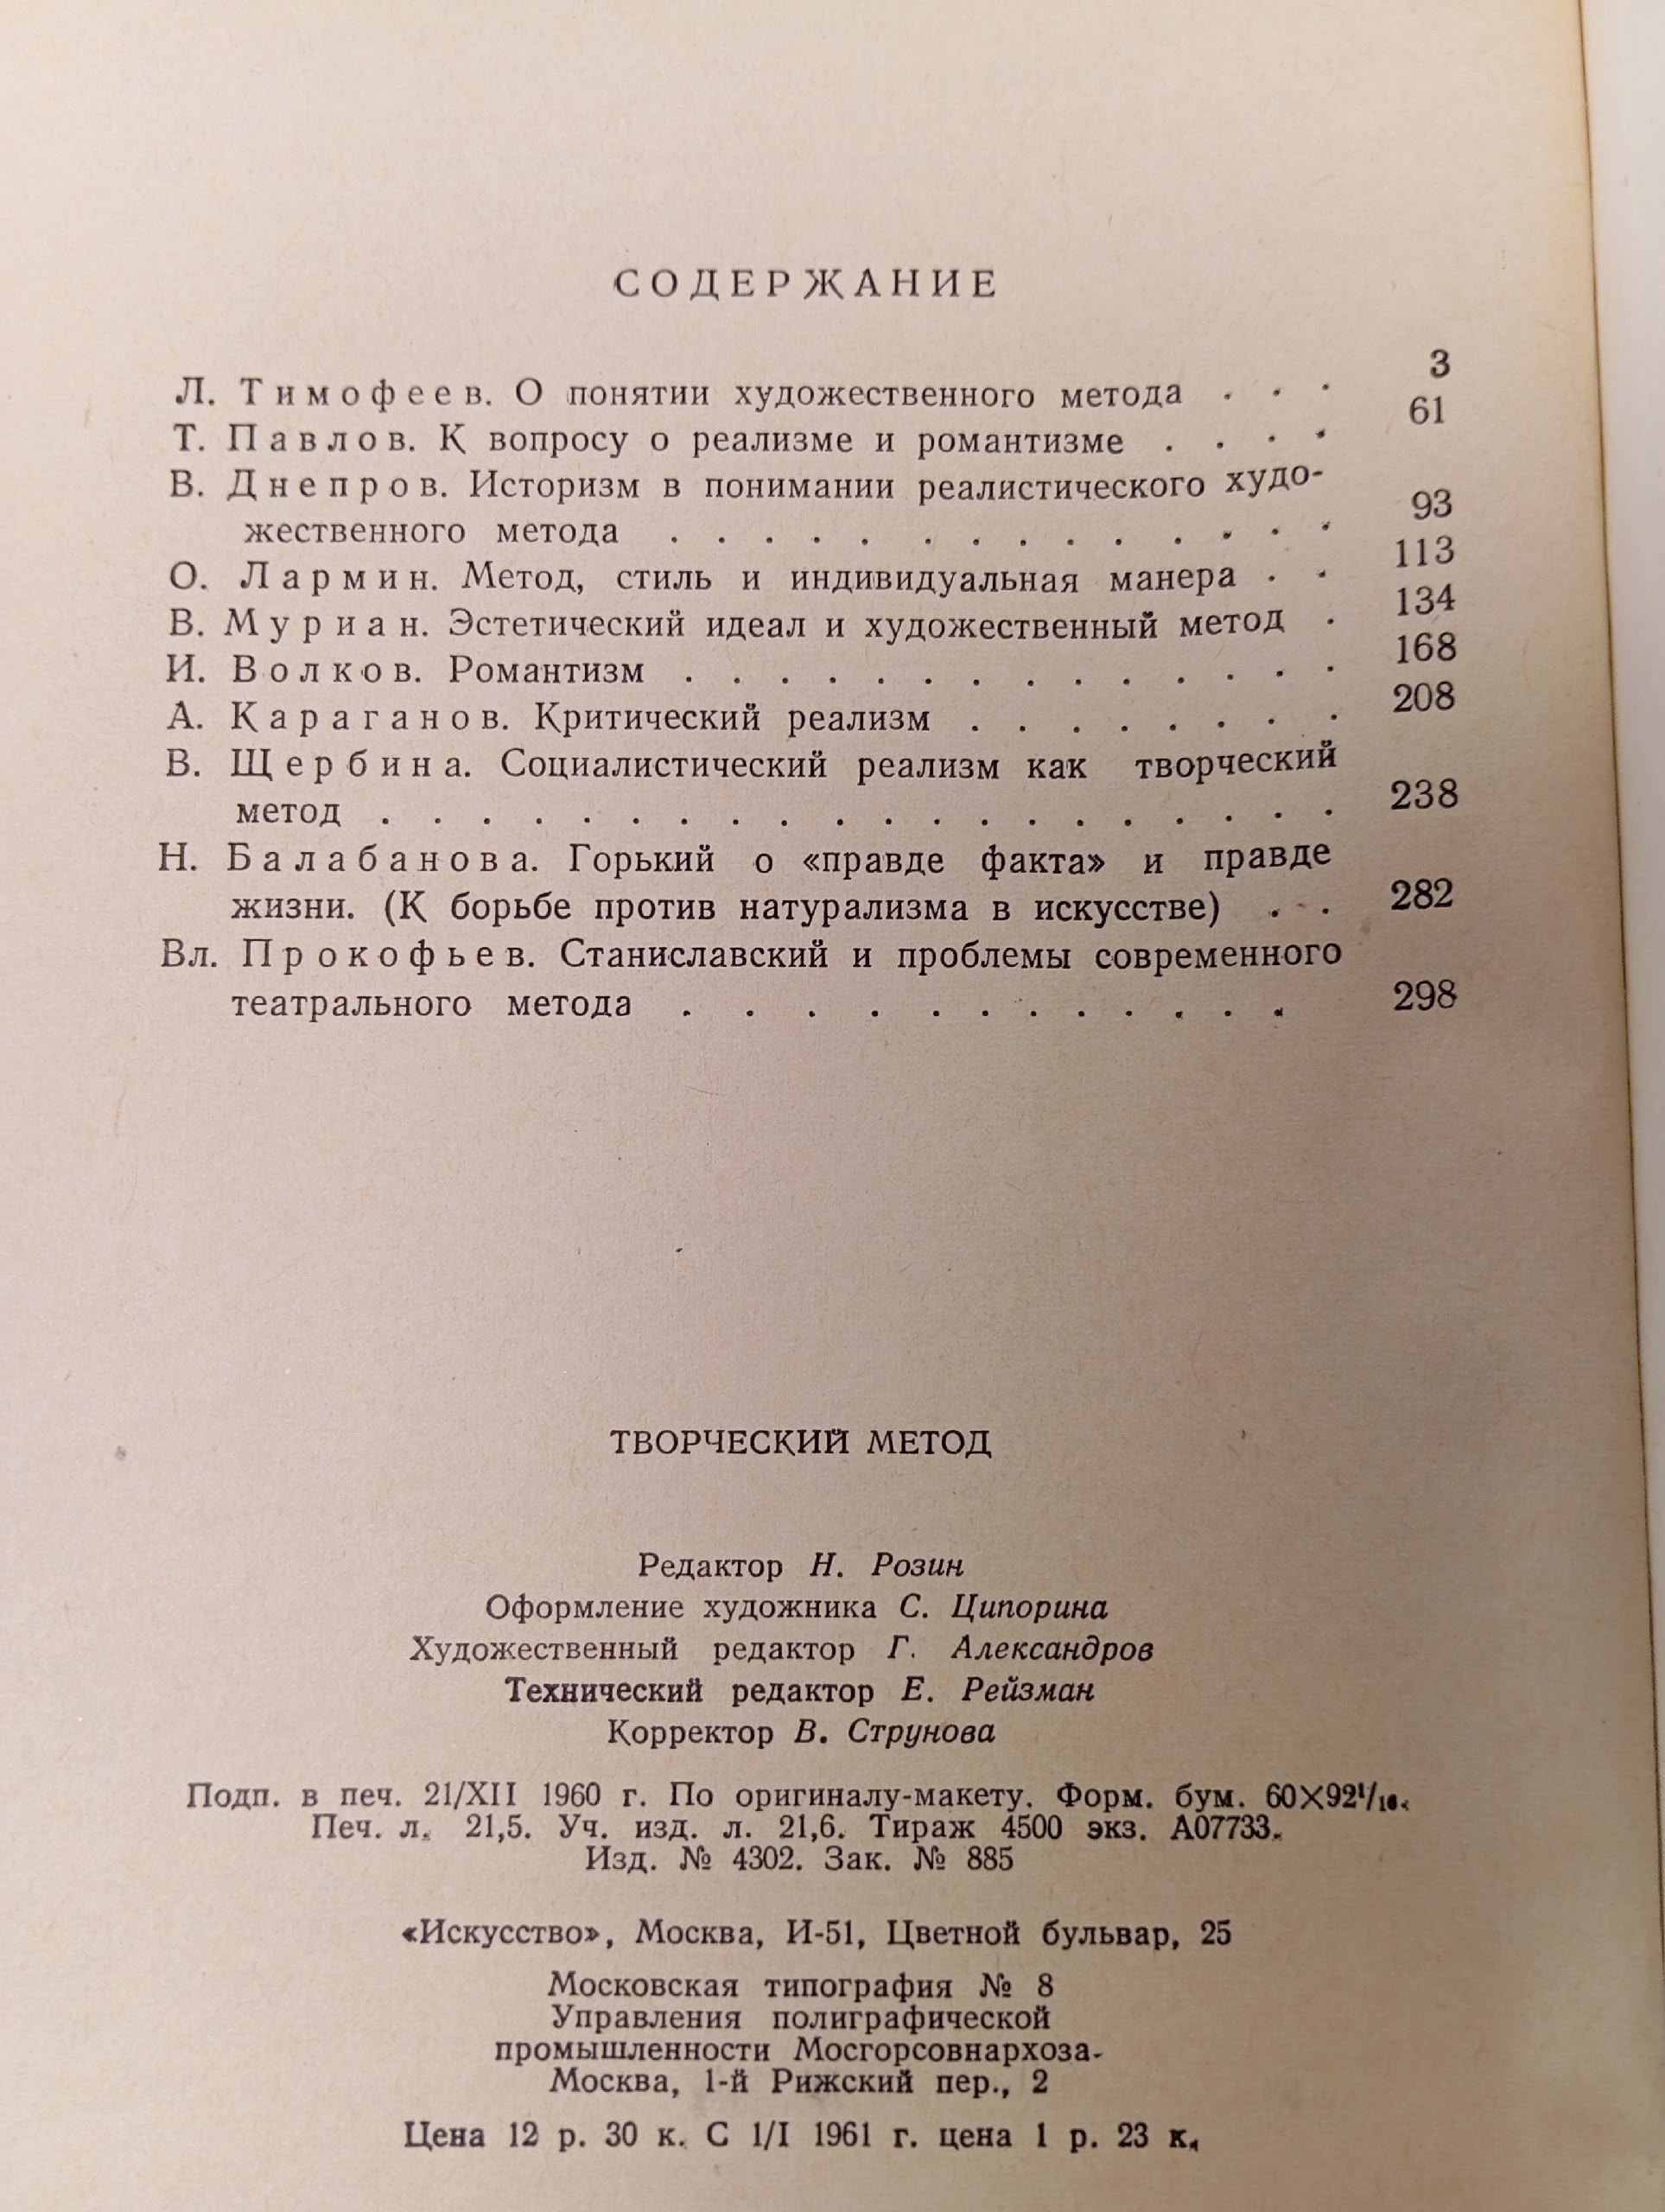 СОДЕРЖАНИЕ
Л. Тимофеев. О понятии художественного метода . . . 3
Т. Павлов. К вопросу о реализме и романтизме . . . . 61
В. Днепров. Историзм в понимании реалистического худо-
жественного метода . . . . . . . . . . . . . 93
О. Лармин. Метод, стиль и индивидуальная манера . . 113
В. Муриан. Эстетический идеал и художественный метод . 134
И. Волков. Романтизм . . . . . . . . . . . . . 168
А. Караганов. Критический реализм . . . . . . . . 208
В. Щербина. Социалистический реализм как творческий
метод . . . . . . . . . . . . . . . . . . . 238
Н. Балабанова. Горький о «правде факта» и правде
жизни. (К борьбе против натурализма в искусстве) . . 282
Вл. Прокофьев. Станиславский и проблемы современного
театрального метода . . . . . . . . . . . 298
ТВОРЧЕСКИЙ МЕТОД
Редактор Н. Розин
Оформление художника С. Ципорина
Художественный редактор Г. Александров
Технический редактор Е. Рейзман
Корректор В. Струнова
Подп. в печ. 21/XII 1960 г. По оригиналу-макету. Форм. бум. 60×92¹/₁₆.
Печ. л. 21,5. Уч. изд. л. 21,6. Тираж 4500 экз. А07733.
Изд. № 4302. Зак. № 885
«Искусство», Москва, И-51, Цветной бульвар, 25
Московская типография № 8
Управления полиграфической
промышленности Мосгорсовнархоза.
Москва, 1-й Рижский пер., 2
Цена 12 р. 30 к. С 1/I 1961 г. цена 1 р. 23 к.